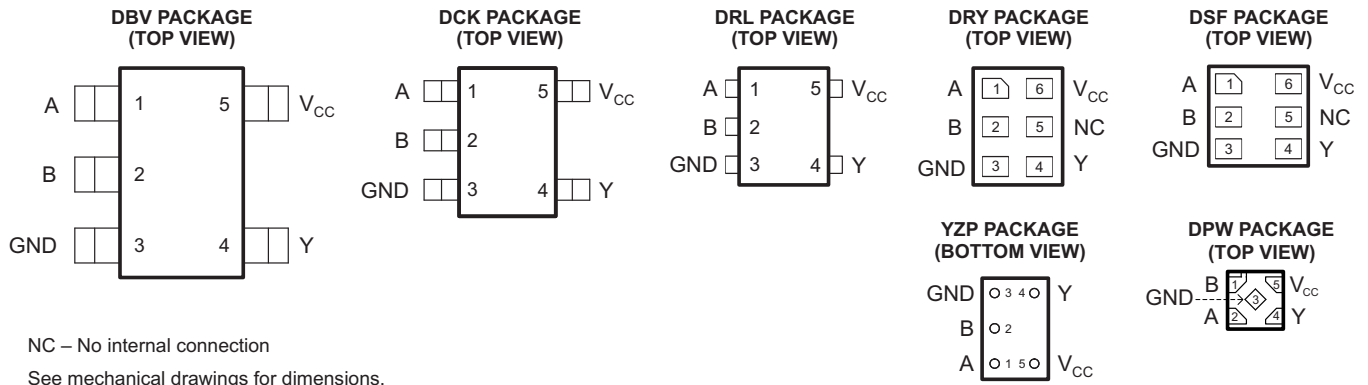 DBV PACKAGE
(TOP VIEW)
A 1 5 VCC
B 2
GND 3 4 Y
DCK PACKAGE
(TOP VIEW)
A 1 5 VCC
B 2
GND 3 4 Y
DRL PACKAGE
(TOP VIEW)
A 1 5 VCC
B 2
GND 3 4 Y
DRY PACKAGE
(TOP VIEW)
A 1 6 VCC
B 2 5 NC
GND 3 4 Y
DSF PACKAGE
(TOP VIEW)
A 1 6 VCC
B 2 5 NC
GND 3 4 Y
YZP PACKAGE
(BOTTOM VIEW)
GND 3 4 Y
B 2
A 1 5 VCC
DPW PACKAGE
(TOP VIEW)
B 1 5 VCC
GND 3
A 2 4 Y
NC – No internal connection
See mechanical drawings for dimensions.